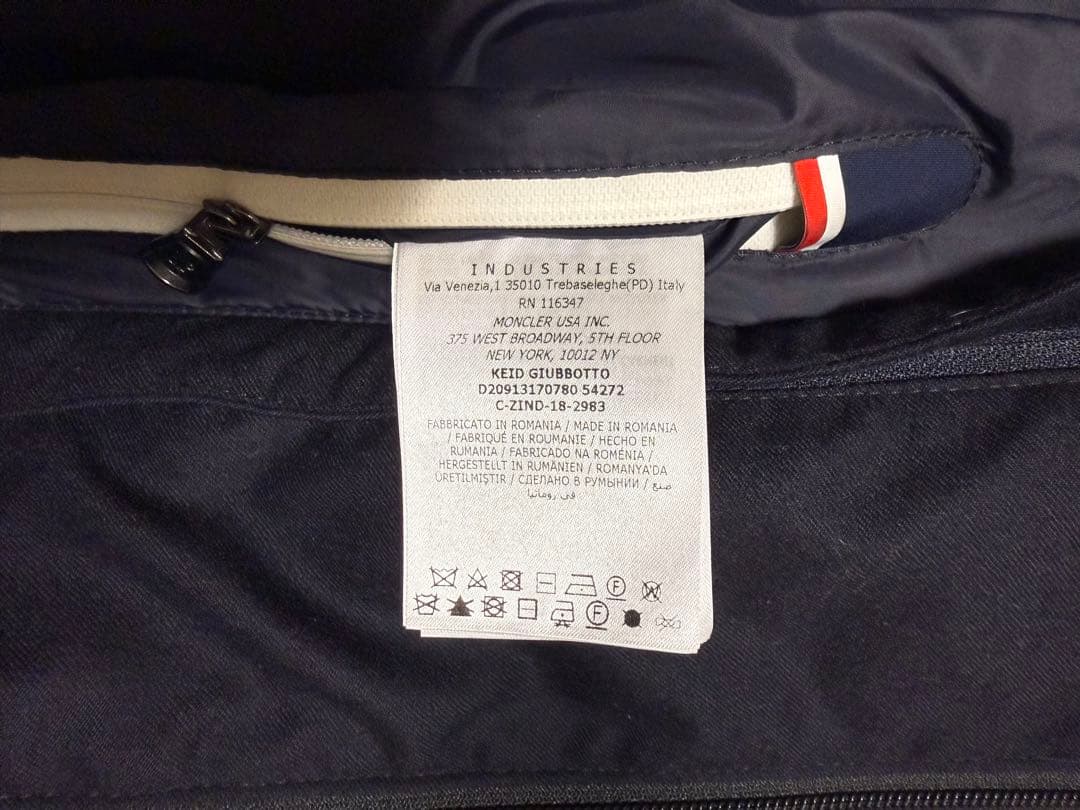 INDUSTRIES
Via Venezia,1 35010 Trebaseleghe(PD) Italy
RN 116347
MONCLER USA INC.
375 WEST BROADWAY, 5TH FLOOR
NEW YORK, 10012 NY
KEID GIUBBOTTO
D20913170780 54272
C-ZIND-18-2983
FABBRICATO IN ROMANIA / MADE IN ROMANIA
/ FABRIQUÉ EN ROUMANIE / HECHO EN
RUMANIA / FABRICADO NA ROMÉNIA /
HERGESTELLT IN RUMÄNIEN / ROMANYA'DA
ÜRETILMIŞTIR / СДЕЛАНО В РУМЫНИИ / صنع
في رومانيا
F W
F